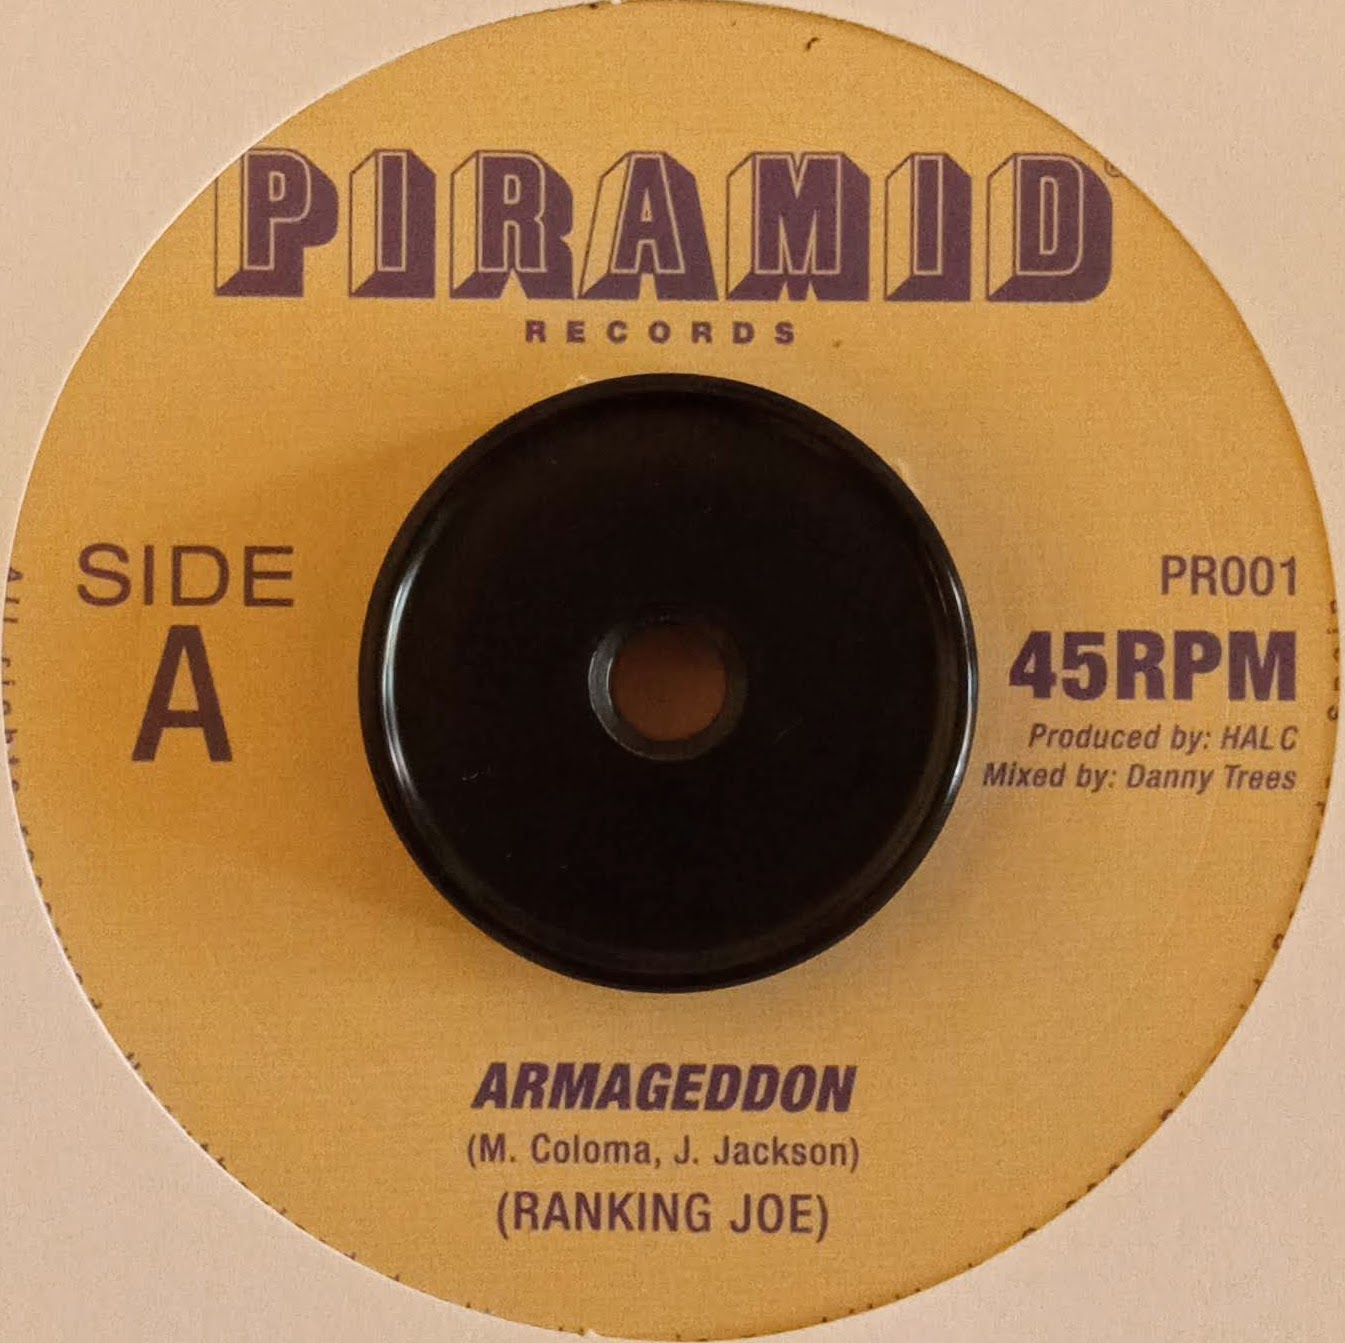 PIRAMID
RECORDS
SIDE
A
PR001
45RPM
Produced by: HAL C
Mixed by: Danny Trees
ARMAGEDDON
(M. Coloma, J. Jackson)
(RANKING JOE)